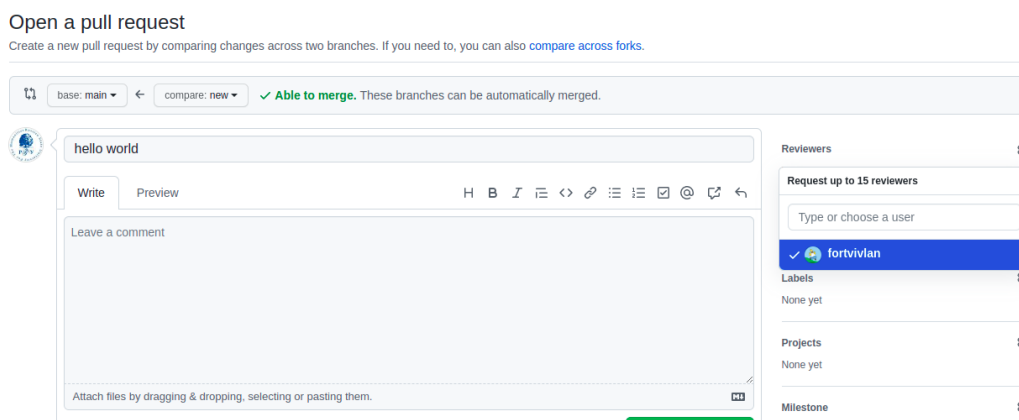 Open a pull request
Create a new pull request by comparing changes across two branches. If you need to, you can also compare across forks.
base: main
compare: new
Able to merge. These branches can be automatically merged.
hello world
Write
Preview
Leave a comment
Attach files by dragging & dropping, selecting or pasting them.
Reviewers
Request up to 15 reviewers
Type or choose a user
fortvivlan
Labels
None yet
Projects
None yet
Milestone